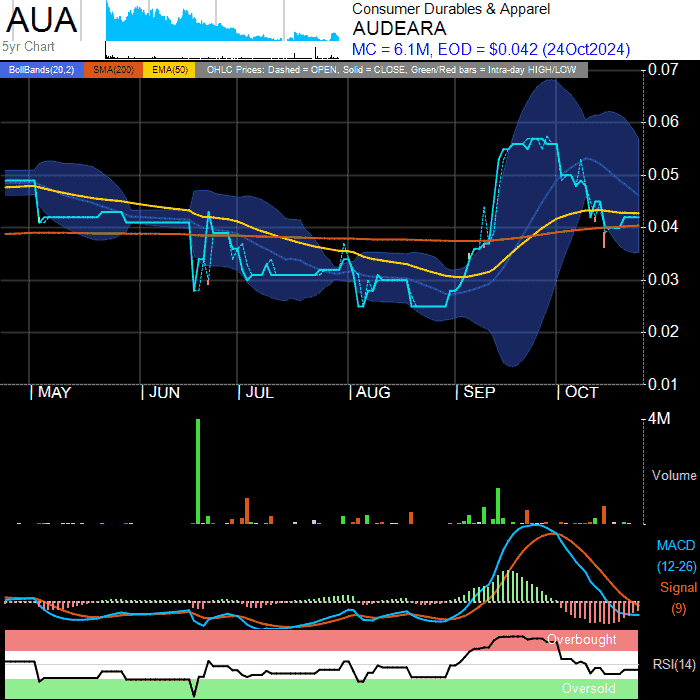 AUA
5yr Chart
Consumer Durables & Apparel
AUDEARA
MC = 6.1M, EOD = $0.042 (24Oct2024)
BollBands(20,2) SMA(200) EMA(50) OHLC Prices: Dashed = OPEN, Solid = CLOSE, Green/Red bars = Intra-day HIGH/LOW
0.07
0.06
0.05
0.04
0.03
0.02
0.01
MAY JUN JUL AUG SEP OCT
4M
Volume
MACD
(12-26)
Signal
(9)
Overbought
RSI(14)
Oversold